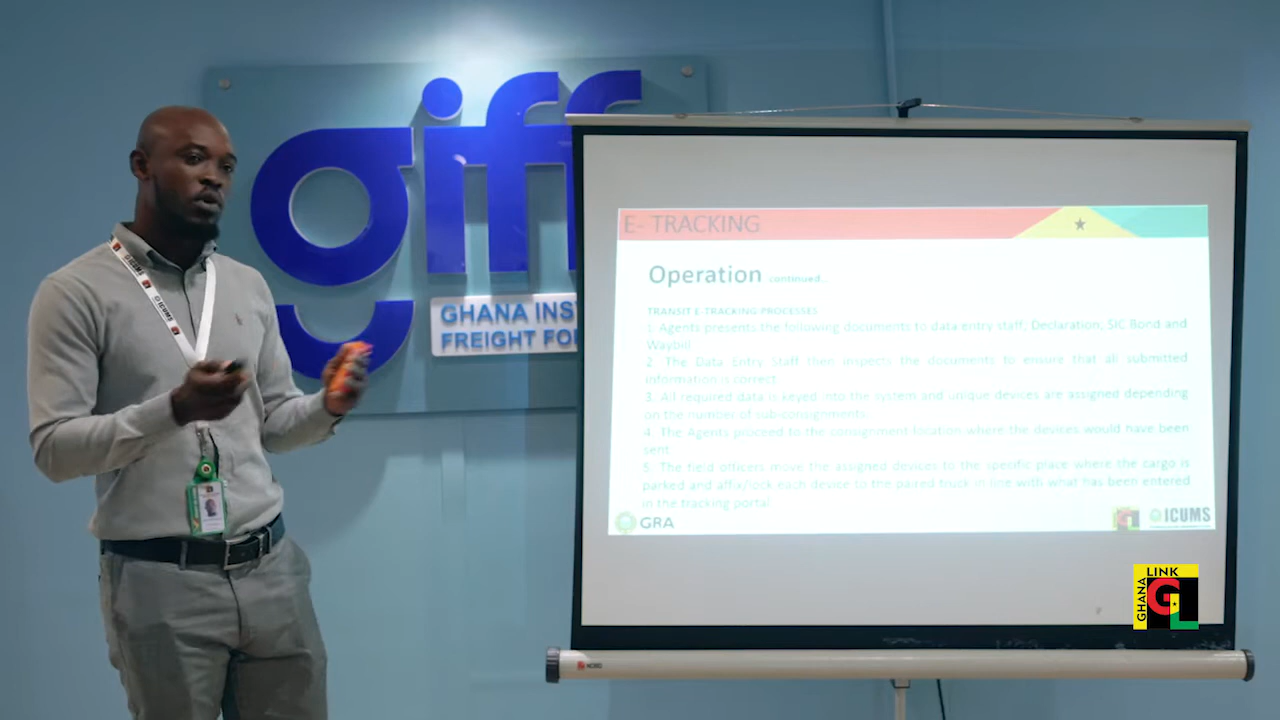 giff
GHANA INS
FREIGHT FO
E- TRACKING
Operation continued..
TRANSIT E-TRACKING PROCESSES
1. Agents presents the following documents to data entry staff; Declaration, SIC Bond and
Waybill.
2. The Data Entry Staff then inspects the documents to ensure that all submitted
information is correct.
3. All required data is keyed into the system and unique devices are assigned depending
on the number of sub-consignments.
4. The Agents proceed to the consignment location where the devices would have been
sent.
5. The field officers move the assigned devices to the specific place where the cargo is
parked and affix/lock each device to the paired truck in line with what has been entered
in the tracking portal.
GRA
ICUMS
ICUMS
GHANA
LINK
GL